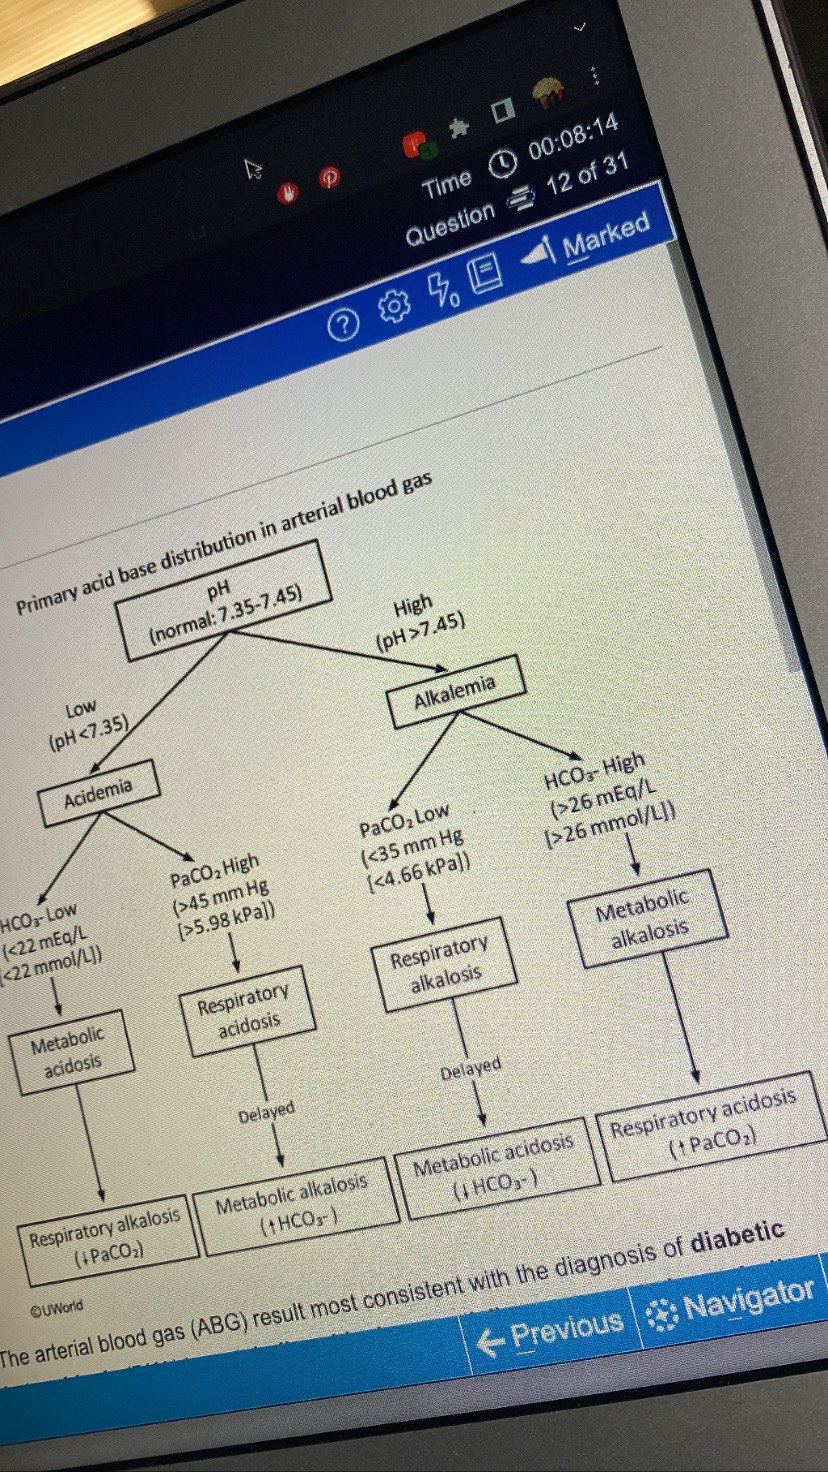 Time 00:08:14
Question 12 of 31
Marked
Primary acid base distribution in arterial blood gas
pH
(normal: 7.35-7.45)
Low
(pH <7.35)
High
(pH >7.45)
Acidemia
Alkalemia
HCO₃- Low
(<22 mEq/L
[<22 mmol/L])
PaCO₂ High
(>45 mm Hg
[>5.98 kPa])
PaCO₂ Low
(<35 mm Hg
[<4.66 kPa])
HCO₃- High
(>26 mEq/L
[>26 mmol/L])
Metabolic
acidosis
Respiratory
acidosis
Respiratory
alkalosis
Metabolic
alkalosis
Delayed
Delayed
Respiratory alkalosis
(↓PaCO₂)
Metabolic alkalosis
(↑HCO₃-)
Metabolic acidosis
(↓HCO₃-)
Respiratory acidosis
(↑PaCO₂)
©UWorld
The arterial blood gas (ABG) result most consistent with the diagnosis of diabetic
Previous
Navigator